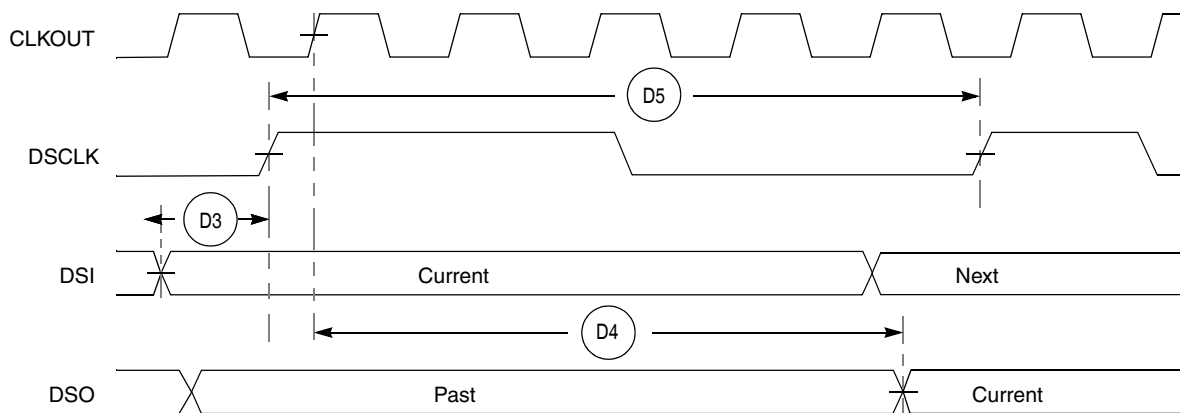 CLKOUT
D5
DSCLK
D3
DSI
Current
Next
D4
DSO
Past
Current